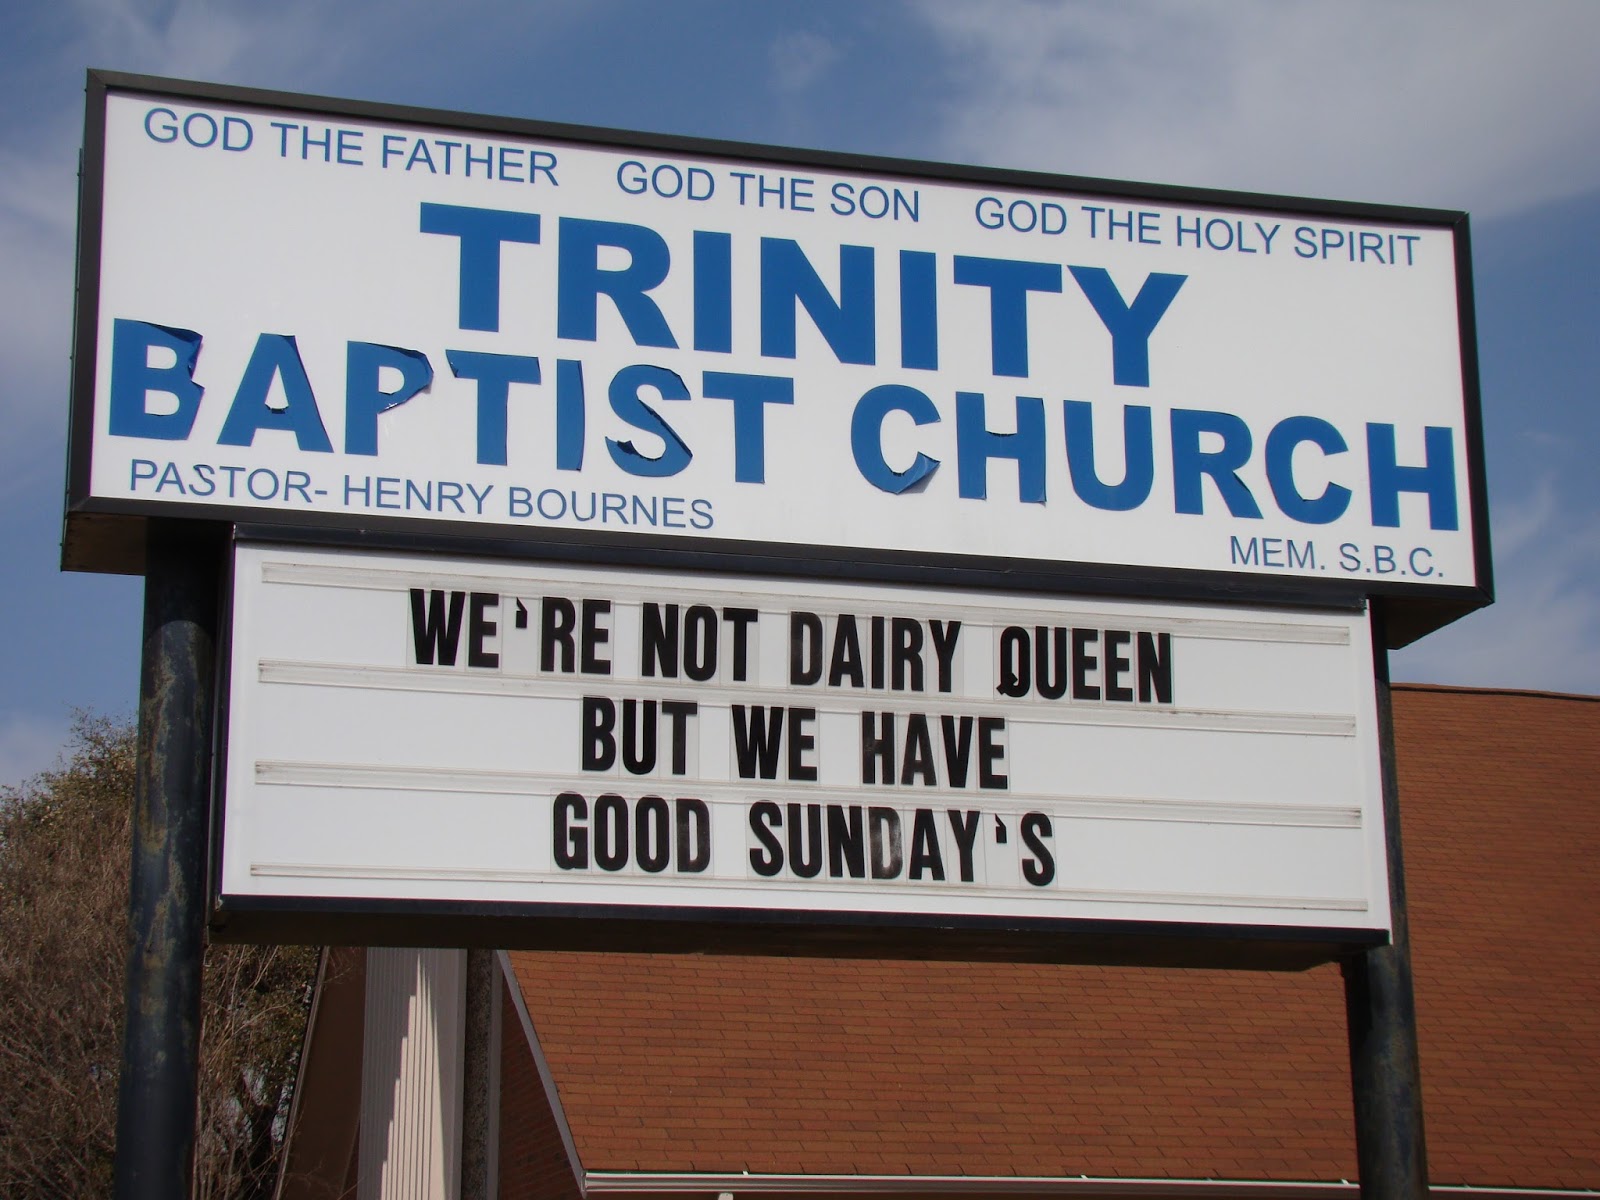 GOD THE FATHER GOD THE SON GOD THE HOLY SPIRIT
TRINITY
BAPTIST CHURCH
PASTOR- HENRY BOURNES
MEM. S.B.C.
WE'RE NOT DAIRY QUEEN
BUT WE HAVE
GOOD SUNDAY'S